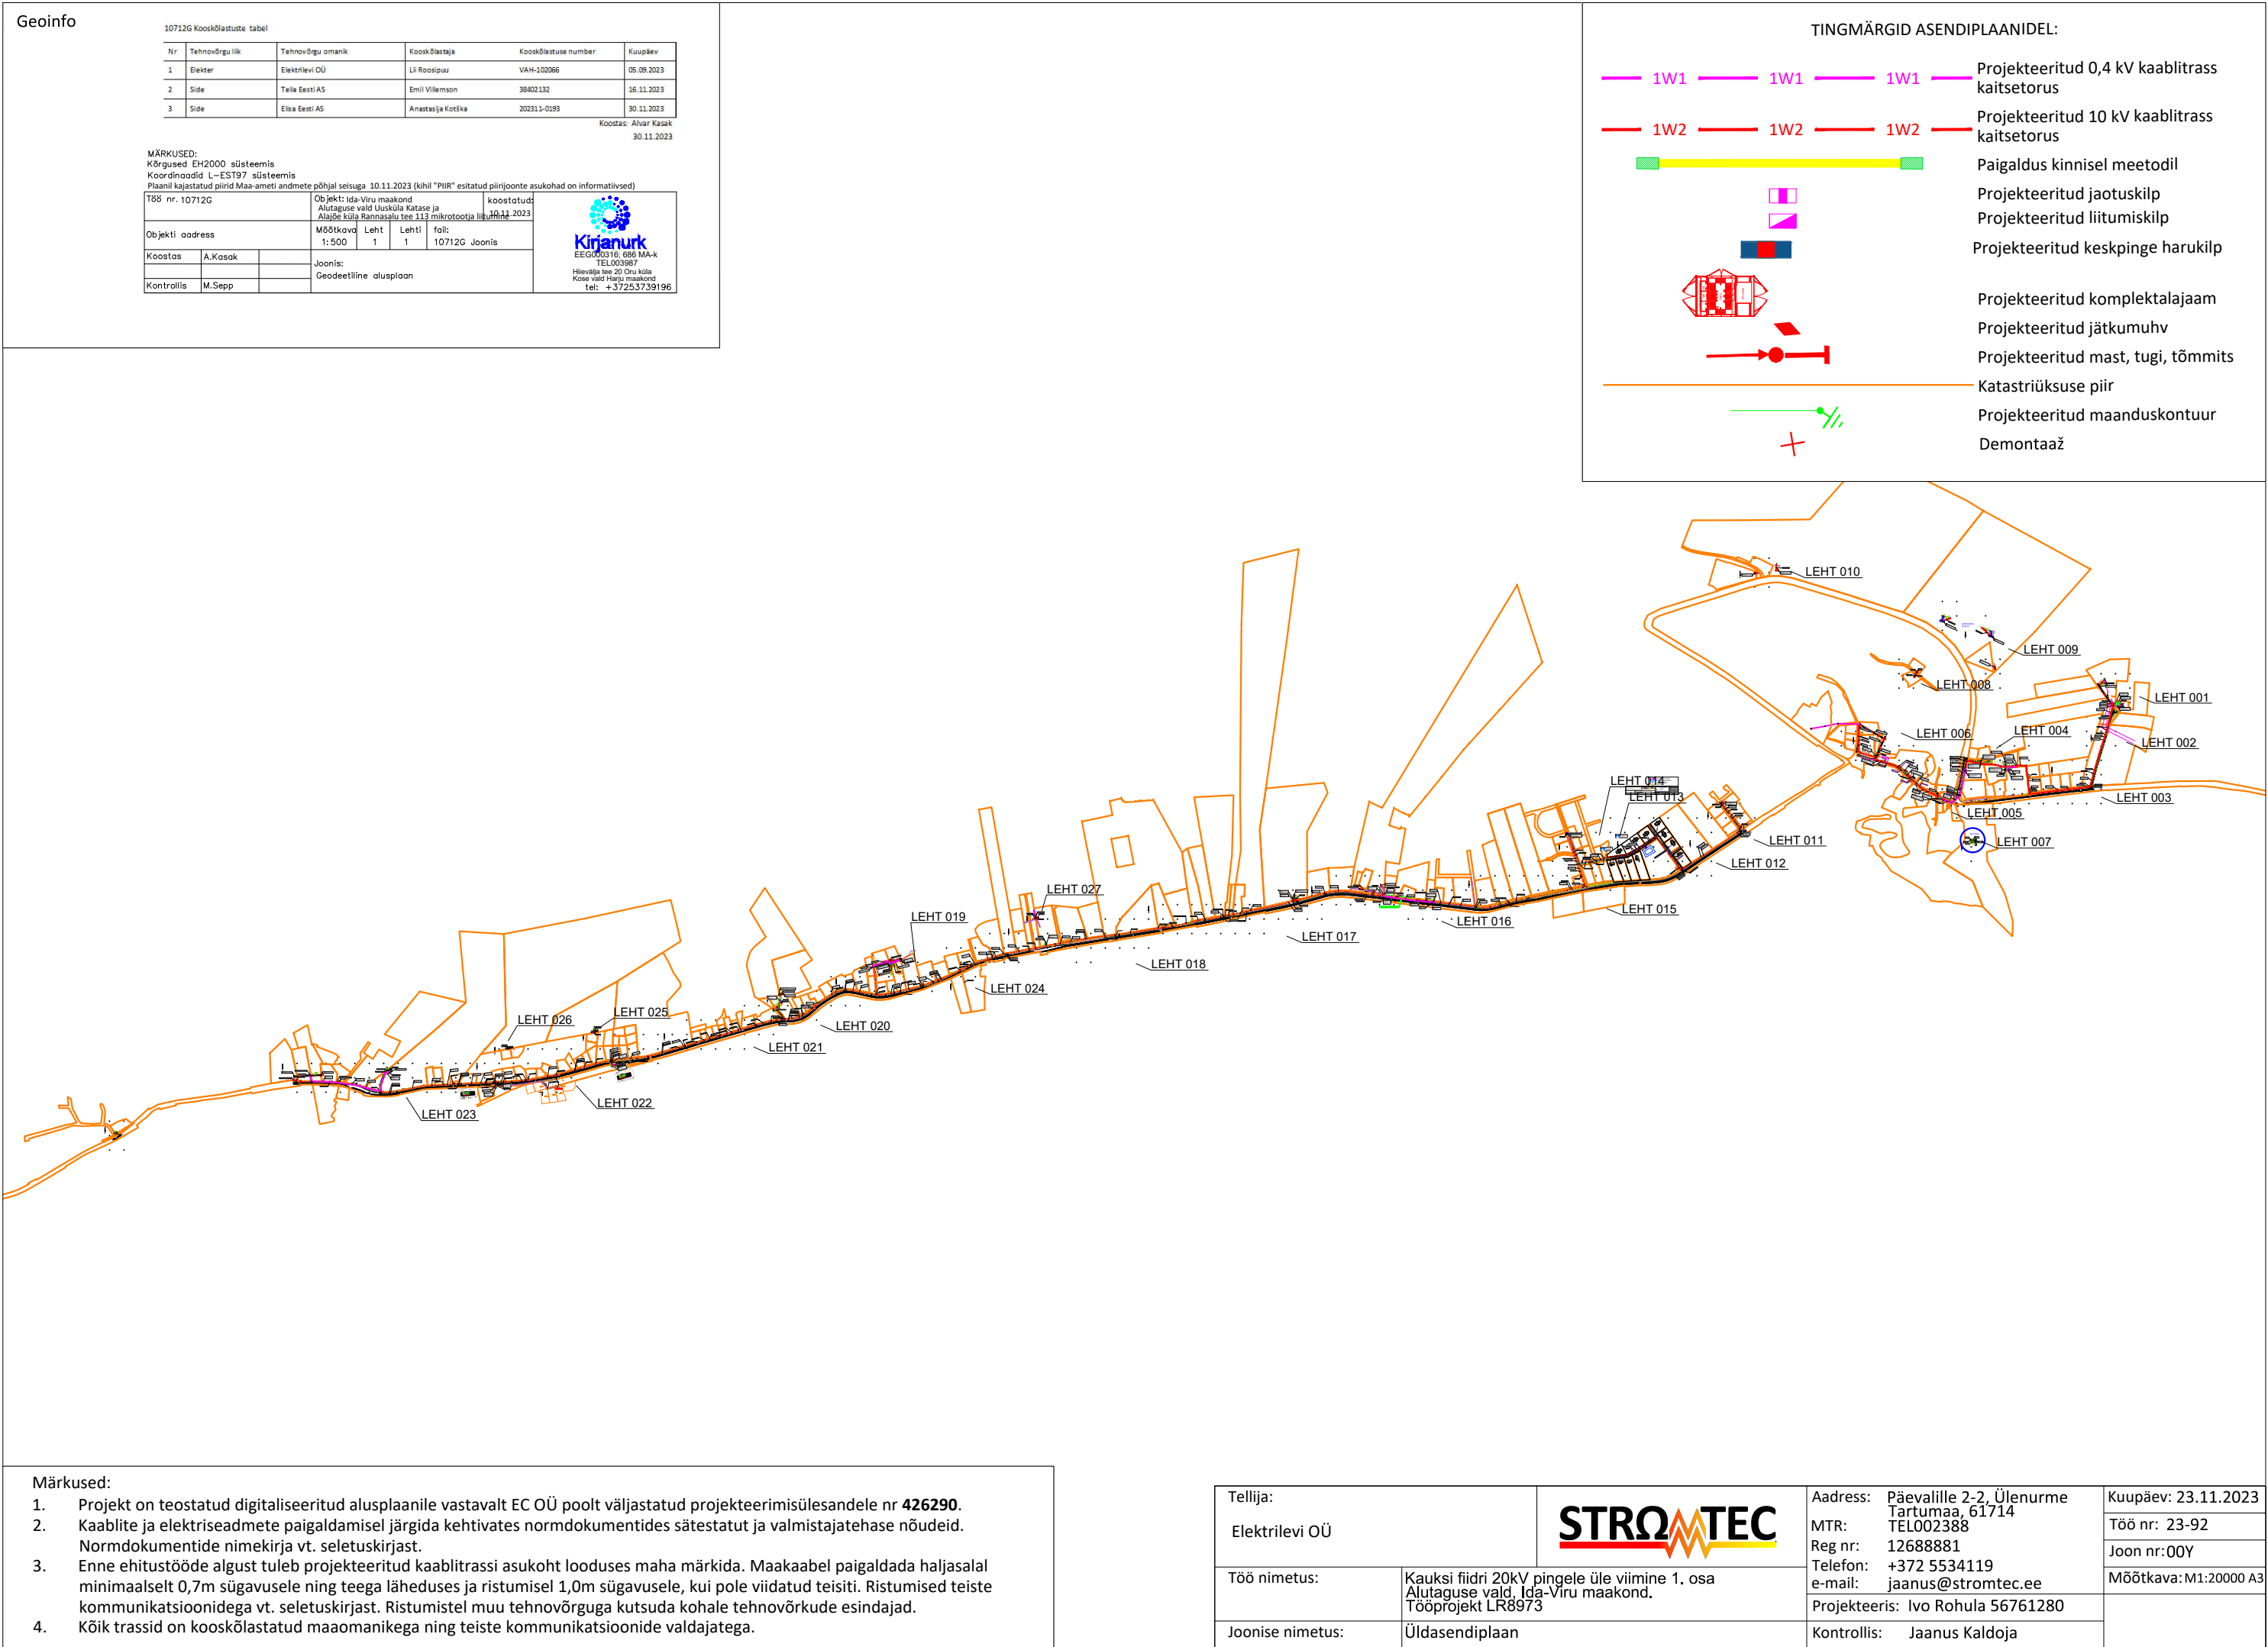 Geoinfo
10712G Kooskõlastuste tabel
Nr Tehnovõrgu liik Tehnovõrgu omanik Kooskõlastaja Kooskõlastuse number Kuupäev
1 Elekter Elektrilevi OÜ Lii Roosipuu VAH-102066 05.09.2023
2 Side Telia Eesti AS Emil Villemson 38402132 16.11.2023
3 Side Elisa Eesti AS Anastasija Kotška 202311-0193 30.11.2023
Koostas: Alvar Kasak
30.11.2023
MÄRKUSED:
Kõrgused EH2000 süsteemis
Koordinaadid L-EST97 süsteemis
Plaanil kajastatud piirid Maa-ameti andmete põhjal seisuga 10.11.2023 (kihil "PIIR" esitatud piirijoonte asukohad on informatiivsed)
Töö nr. 10712G
Objekt: Ida-Viru maakond
Alutaguse vald Uusküla Katase ja
Alajõe küla Rannasalu tee 113 mikrotootja liitumine
koostatud:
10.11.2023
Objekti aadress
Mõõtkava Leht Lehti fail:
1:500 1 1 10712G Joonis
Koostas A.Kasak
Joonis:
Geodeetiline alusplaan
Kontrollis M.Sepp
Kirjanurk
EEG000316; 686 MA-k
TEL003987
Hiievälja tee 20 Oru küla
Kose vald Harju maakond
tel: +37253739196
TINGMÄRGID ASENDIPLAANIDEL:
1W1 1W1 1W1 Projekteeritud 0,4 kV kaablitrass
kaitsetorus
1W2 1W2 1W2 Projekteeritud 10 kV kaablitrass
kaitsetorus
Paigaldus kinnisel meetodil
Projekteeritud jaotuskilp
Projekteeritud liitumiskilp
Projekteeritud keskpinge harukilp
Projekteeritud komplektalajaam
Projekteeritud jätkumuhv
Projekteeritud mast, tugi, tõmmits
Katastriüksuse piir
Projekteeritud maanduskontuur
Demontaaž
LEHT 010
LEHT 009
LEHT 008
LEHT 001
LEHT 006
LEHT 004
LEHT 002
LEHT 014
LEHT 013
LEHT 003
LEHT 005
LEHT 011
LEHT 007
LEHT 012
LEHT 027
LEHT 015
LEHT 019
LEHT 016
LEHT 017
LEHT 018
LEHT 024
LEHT 025
LEHT 026
LEHT 020
LEHT 021
LEHT 022
LEHT 023
Märkused:
1. Projekt on teostatud digitaliseeritud alusplaanile vastavalt EC OÜ poolt väljastatud projekteerimisülesandele nr 426290.
2. Kaablite ja elektriseadmete paigaldamisel järgida kehtivates normdokumentides sätestatut ja valmistajatehase nõudeid.
Normdokumentide nimekirja vt. seletuskirjast.
3. Enne ehitustööde algust tuleb projekteeritud kaablitrassi asukoht looduses maha märkida. Maakaabel paigaldada haljasalal
minimaalselt 0,7m sügavusele ning teega läheduses ja ristumisel 1,0m sügavusele, kui pole viidatud teisiti. Ristumised teiste
kommunikatsioonidega vt. seletuskirjast. Ristumistel muu tehnovõrguga kutsuda kohale tehnovõrkude esindajad.
4. Kõik trassid on kooskõlastatud maaomanikega ning teiste kommunikatsioonide valdajatega.
Tellija:
Elektrilevi OÜ
STROMTEC
Aadress: Päevalille 2-2, Ülenurme
Tartumaa, 61714
MTR: TEL002388
Reg nr: 12688881
Telefon: +372 5534119
e-mail: jaanus@stromtec.ee
Kuupäev: 23.11.2023
Töö nr: 23-92
Joon nr: 00Y
Mõõtkava: M1:20000 A3
Töö nimetus: Kauksi fiidri 20kV pingele üle viimine 1. osa
Alutaguse vald, Ida-Viru maakond.
Tööprojekt LR8973
Projekteeris: Ivo Rohula 56761280
Joonise nimetus: Üldasendiplaan
Kontrollis: Jaanus Kaldoja